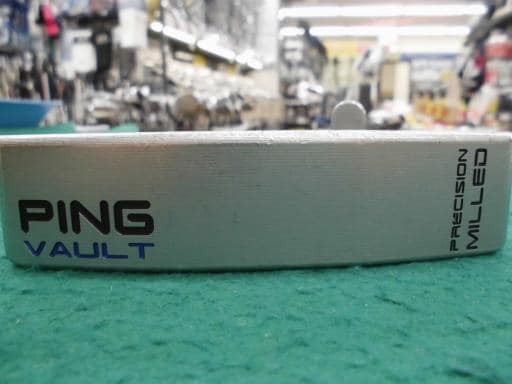 PING
VAULT
PRECISION
MILLED